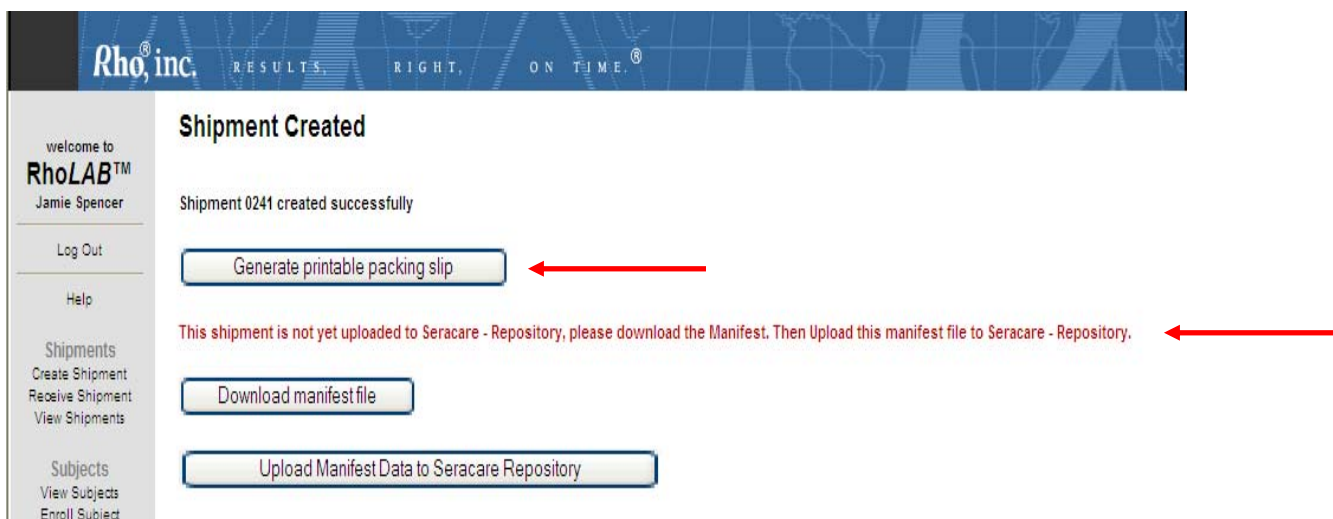 Rho®, inc. RESULTS, RIGHT, ON TIME.®
welcome to
RhoLAB™
Jamie Spencer
Log Out
Help
Shipments
Create Shipment
Receive Shipment
View Shipments
Subjects
View Subjects
Enroll Subject
Shipment Created
Shipment 0241 created successfully
Generate printable packing slip
This shipment is not yet uploaded to Seracare - Repository, please download the Manifest. Then Upload this manifest file to Seracare - Repository.
Download manifest file
Upload Manifest Data to Seracare Repository